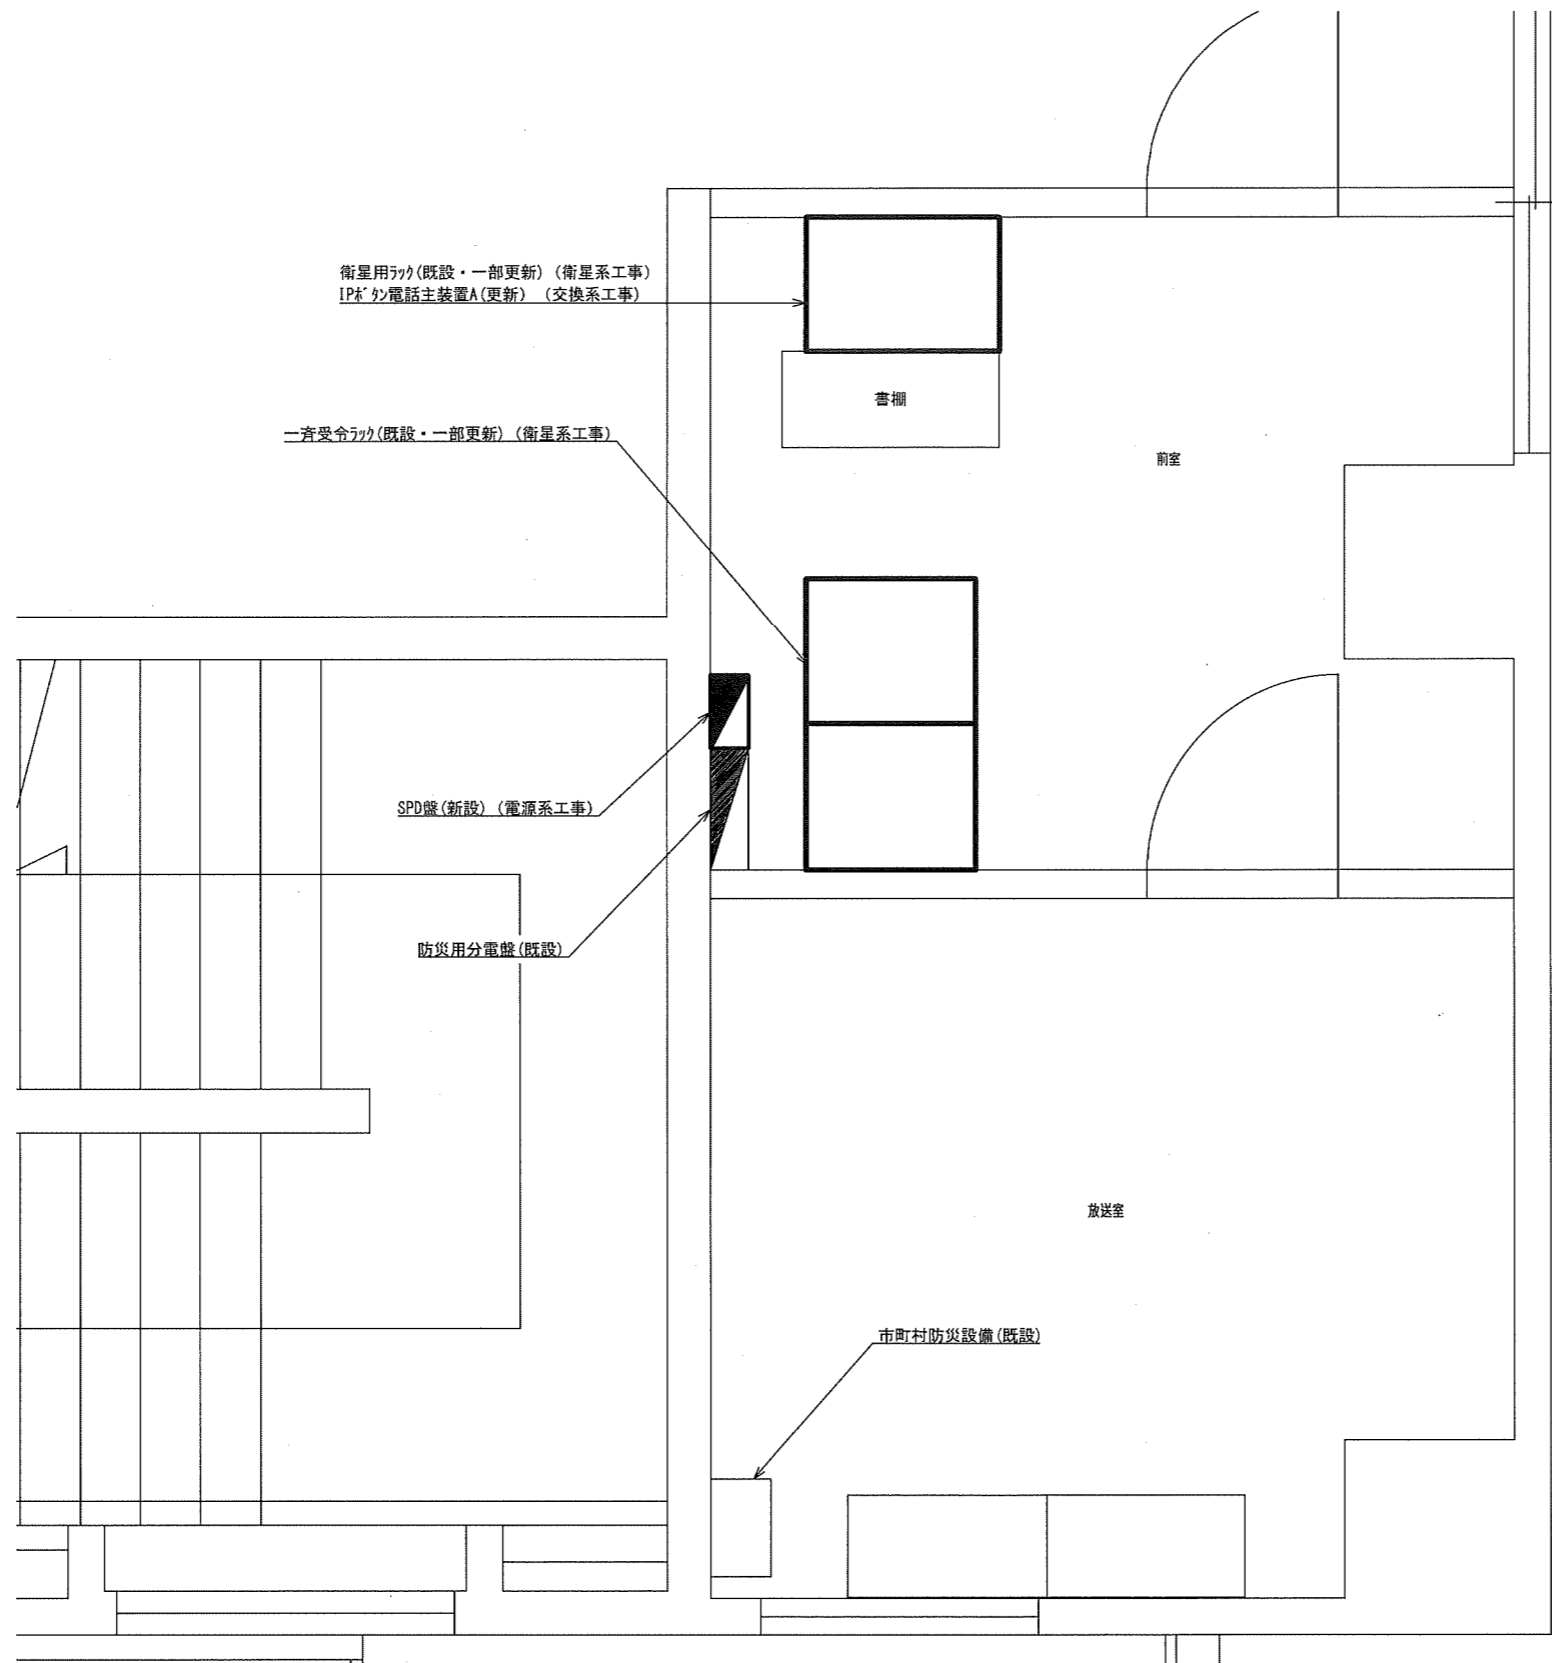 衛星用ﾗｯｸ(既設・一部更新) (衛星系工事)
IPﾎﾞﾀﾝ電話主装置A(更新) (交換系工事)
書棚
一斉受令ﾗｯｸ(既設・一部更新) (衛星系工事)
前室
SPD盤(新設) (電源系工事)
防災用分電盤(既設)
放送室
市町村防災設備(既設)